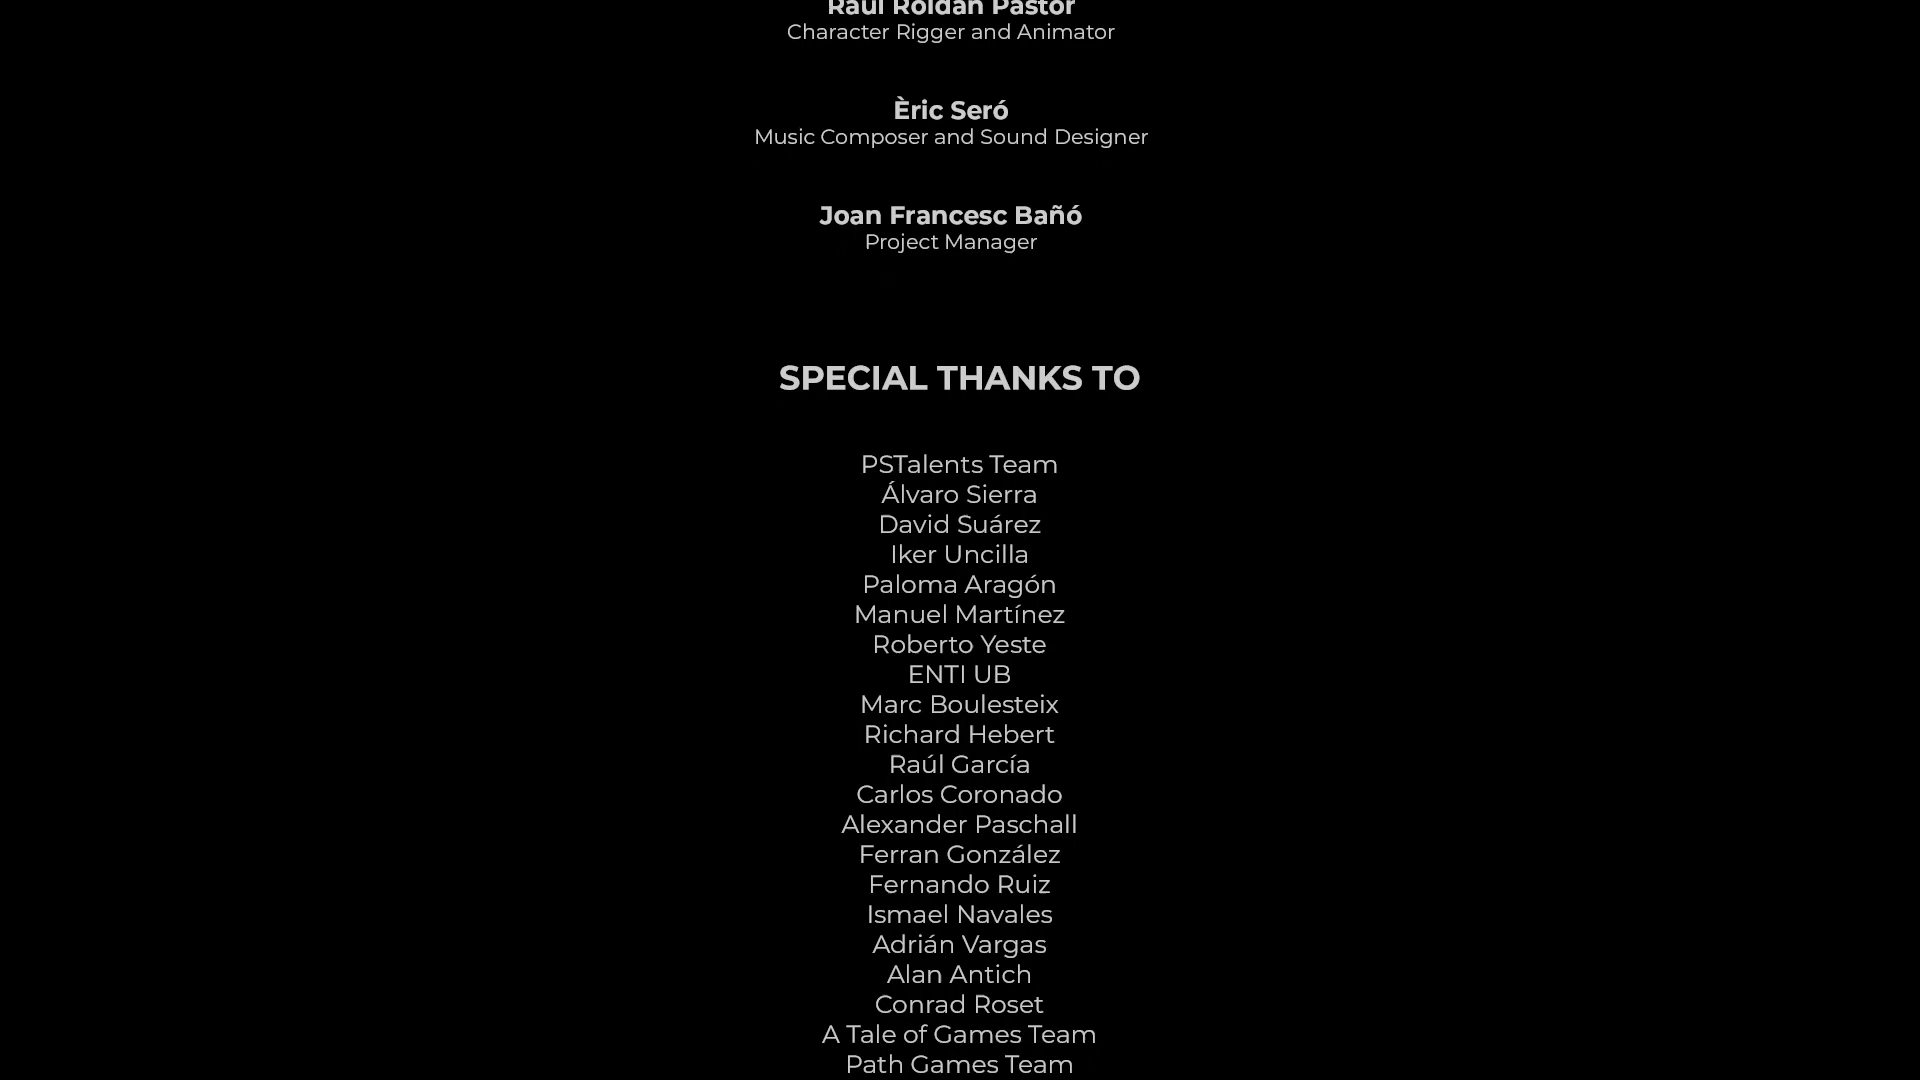 Raúl Roldán Pastor
Character Rigger and Animator
Èric Seró
Music Composer and Sound Designer
Joan Francesc Bañó
Project Manager
SPECIAL THANKS TO
PSTalents Team
Álvaro Sierra
David Suárez
Iker Uncilla
Paloma Aragón
Manuel Martínez
Roberto Yeste
ENTI UB
Marc Boulesteix
Richard Hebert
Raúl García
Carlos Coronado
Alexander Paschall
Ferran González
Fernando Ruiz
Ismael Navales
Adrián Vargas
Alan Antich
Conrad Roset
A Tale of Games Team
Path Games Team